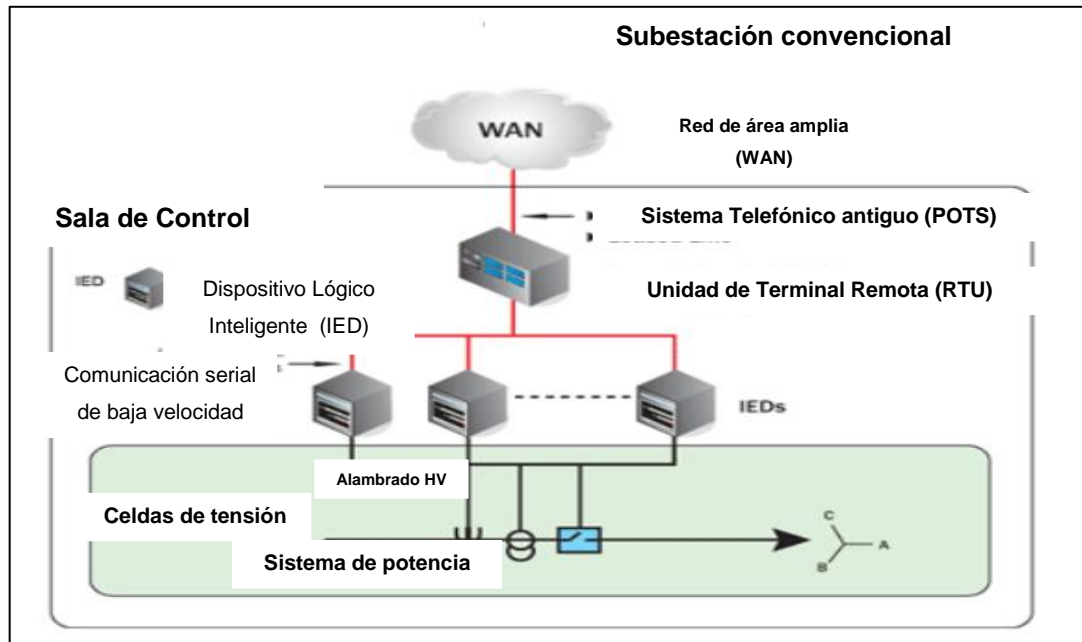 Subestación convencional
WAN
Red de área amplia
(WAN)
Sala de Control
Sistema Telefónico antiguo (POTS)
IED
Dispositivo Lógico
Inteligente (IED)
Unidad de Terminal Remota (RTU)
Comunicación serial
de baja velocidad
IEDs
Alambrado HV
Celdas de tensión
Sistema de potencia
C
A
B